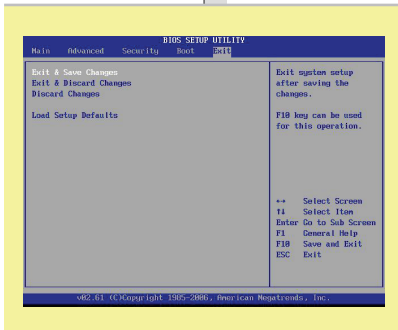 BIOS SETUP UTILITY
Main Advanced Security Boot Exit
Exit & Save Changes
Exit & Discard Changes
Discard Changes
Load Setup Defaults
Exit system setup
after saving the
changes.
F10 key can be used
for this operation.
↔ Select Screen
↑↓ Select Item
Enter Go to Sub Screen
F1 General Help
F10 Save and Exit
ESC Exit
v02.61 (C)Copyright 1985-2006, American Megatrends, Inc.